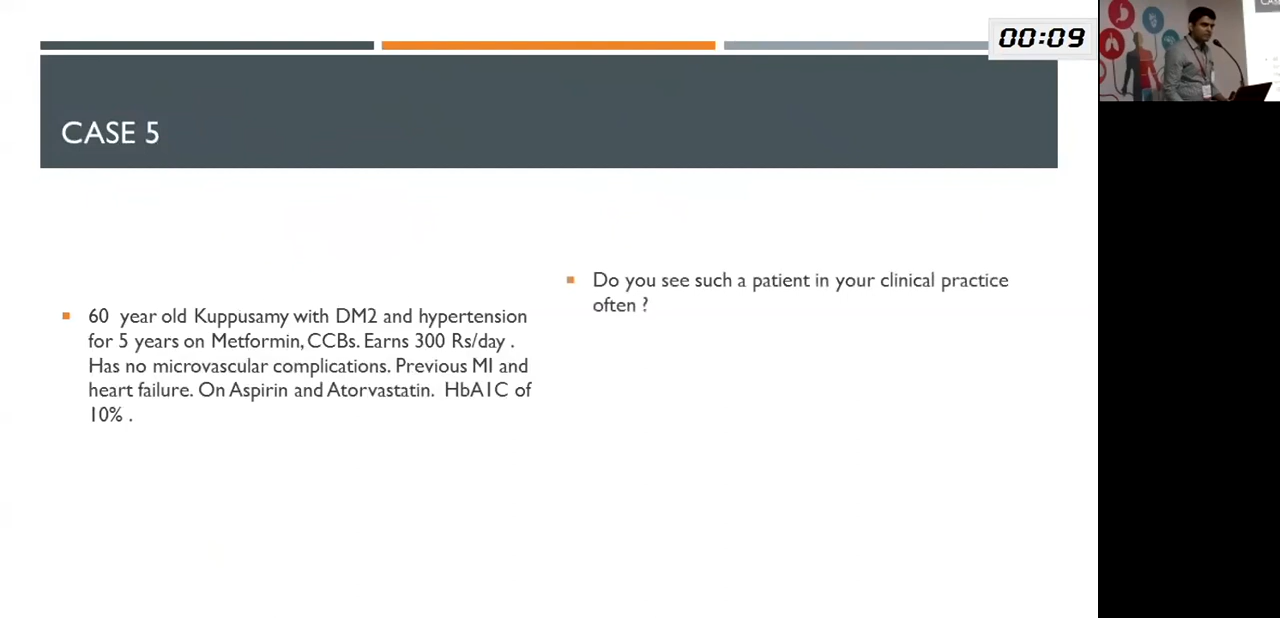 00:09
CASE 5
60 year old Kuppusamy with DM2 and hypertension
for 5 years on Metformin, CCBs. Earns 300 Rs/day .
Has no microvascular complications. Previous MI and
heart failure. On Aspirin and Atorvastatin. HbA1C of
10% .
Do you see such a patient in your clinical practice
often ?